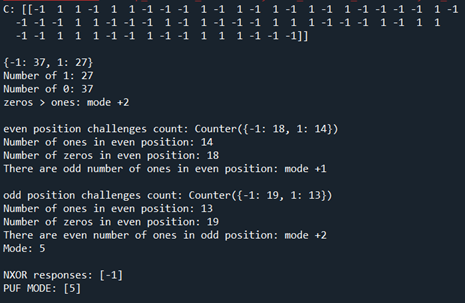 C: [[-1 1 1 -1 1 1 -1 -1 -1 1 -1 1 -1 1 -1 1 -1 1 -1 -1 -1 -1 1 -1
-1 -1 -1 1 1 -1 -1 -1 1 -1 1 -1 -1 -1 1 1 1 -1 -1 -1 1 -1 1 1
-1 -1 1 1 1 -1 -1 1 -1 -1 1 1 1 -1 -1 -1]]
{-1: 37, 1: 27}
Number of 1: 27
Number of 0: 37
zeros > ones: mode +2
even position challenges count: Counter({-1: 18, 1: 14})
Number of ones in even position: 14
Number of zeros in even position: 18
There are odd number of ones in even position: mode +1
odd position challenges count: Counter({-1: 19, 1: 13})
Number of ones in even position: 13
Number of zeros in even position: 19
There are even number of ones in odd position: mode +2
Mode: 5
NXOR responses: [-1]
PUF MODE: [5]